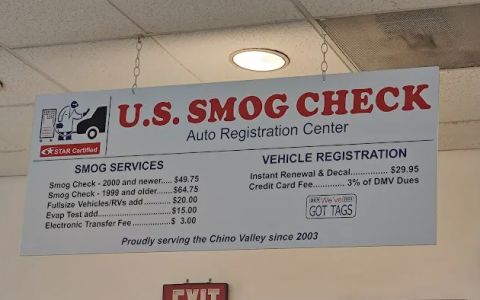 U.S. SMOG CHECK
Auto Registration Center
STAR Certified
SMOG SERVICES
Smog Check - 2000 and newer..... $49.75
Smog Check - 1999 and older...... $64.75
Fullsize Vehicles/RVs add ............ $20.00
Evap Test add............................ $15.00
Electronic Transfer Fee ................ $ 3.00
VEHICLE REGISTRATION
Instant Renewal & Decal............... $29.95
Credit Card Fee............. 3% of DMV Dues
We've
GOT TAGS
Proudly serving the Chino Valley since 2003
EXIT